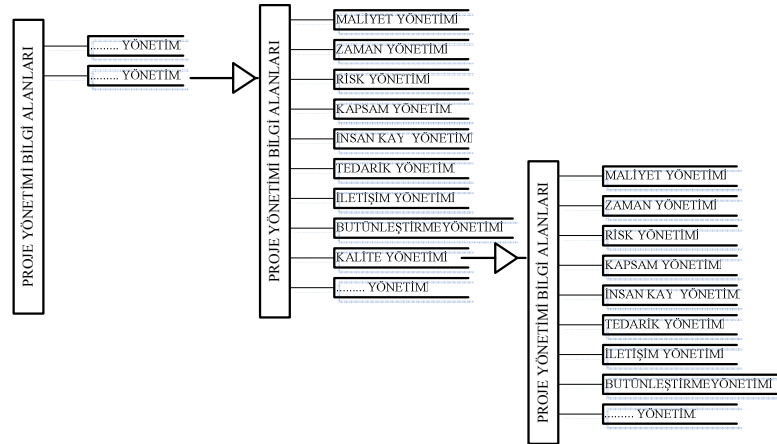 PROJE YÖNETİMİ BİLGİ ALANLARI
......... YÖNETİM
......... YÖNETİM
PROJE YÖNETİMİ BİLGİ ALANLARI
MALİYET YÖNETİMİ
ZAMAN YÖNETİMİ
RİSK YÖNETİMİ
KAPSAM YÖNETİMİ
İNSAN KAY YÖNETİMİ
TEDARİK YÖNETİMİ
İLETİŞİM YÖNETİMİ
BUTÜNLEŞTİRMEYÖNETİMİ
KALİTE YÖNETİMİ
......... YÖNETİMİ
PROJE YÖNETİMİ BİLGİ ALANLARI
MALİYET YÖNETİMİ
ZAMAN YÖNETİMİ
RİSK YÖNETİMİ
KAPSAM YÖNETİMİ
İNSAN KAY YÖNETİMİ
TEDARİK YÖNETİMİ
İLETİŞİM YÖNETİMİ
BUTÜNLEŞTİRMEYÖNETİMİ
......... YÖNETİM